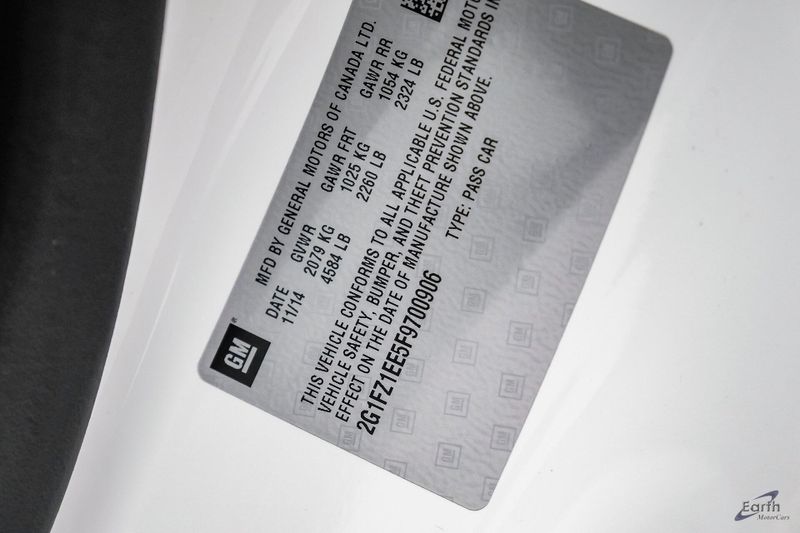 GM®
MFD BY GENERAL MOTORS OF CANADA LTD.
DATE GVWR GAWR FRT GAWR RR
11/14 2079 KG 1025 KG 1054 KG
4584 LB 2260 LB 2324 LB
THIS VEHICLE CONFORMS TO ALL APPLICABLE U.S. FEDERAL
VEHICLE SAFETY, BUMPER, AND THEFT PREVENTION STANDARDS IN
EFFECT ON THE DATE OF MANUFACTURE SHOWN ABOVE.
2G1FZ1EE5F9700906 TYPE: PASS CAR
Earth
MotorCars